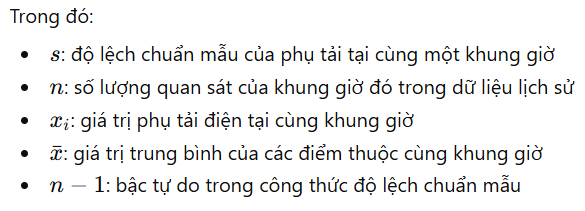 Trong đó:
• s: độ lệch chuẩn mẫu của phụ tải tại cùng một khung giờ
• n: số lượng quan sát của khung giờ đó trong dữ liệu lịch sử
• xᵢ: giá trị phụ tải điện tại cùng khung giờ
• x̄: giá trị trung bình của các điểm thuộc cùng khung giờ
• n − 1: bậc tự do trong công thức độ lệch chuẩn mẫu